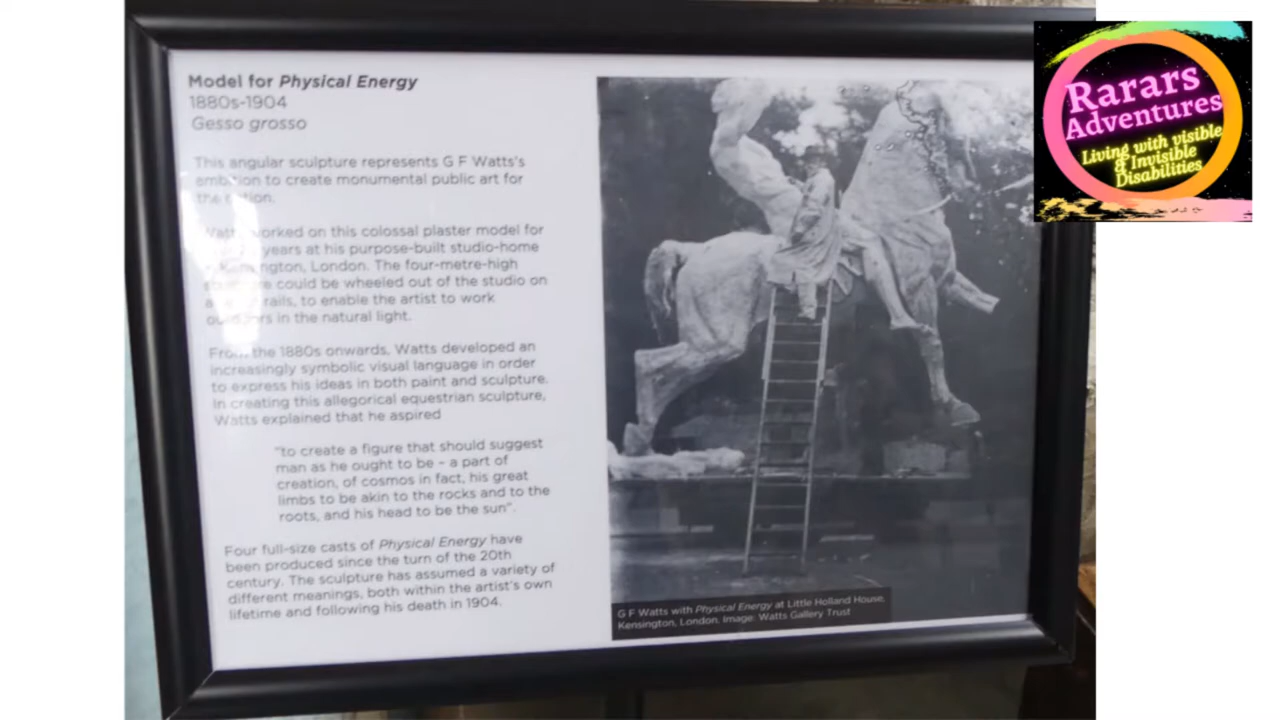 Model for Physical Energy
1880s-1904
Gesso grosso
This angular sculpture represents G F Watts's
ambition to create monumental public art for
the nation.
Watts worked on this colossal plaster model for
years at his purpose-built studio-home
Kensington, London. The four-metre-high
could be wheeled out of the studio on
rails, to enable the artist to work
outdoors in the natural light.
From the 1880s onwards, Watts developed an
increasingly symbolic visual language in order
to express his ideas in both paint and sculpture.
In creating this allegorical equestrian sculpture,
Watts explained that he aspired
"to create a figure that should suggest
man as he ought to be – a part of
creation, of cosmos in fact, his great
limbs to be akin to the rocks and to the
roots, and his head to be the sun".
Four full-size casts of Physical Energy have
been produced since the turn of the 20th
century. The sculpture has assumed a variety of
different meanings, both within the artist's own
lifetime and following his death in 1904.
G F Watts with Physical Energy at Little Holland House,
Kensington, London. Image: Watts Gallery Trust
Rarars
Adventures
Living with visible
& Invisible
Disabilities